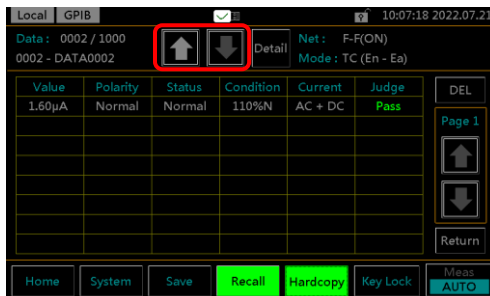 Local GPIB 10:07:18 2022.07.21
Data: 0002 / 1000
0002 - DATA0002
Detail
Net: F-F(ON)
Mode: TC (En - Ea)
Value Polarity Status Condition Current Judge
1.60µA Normal Normal 110%N AC + DC Pass
DEL
Page 1
Return
Home System Save Recall Hardcopy Key Lock Meas
AUTO